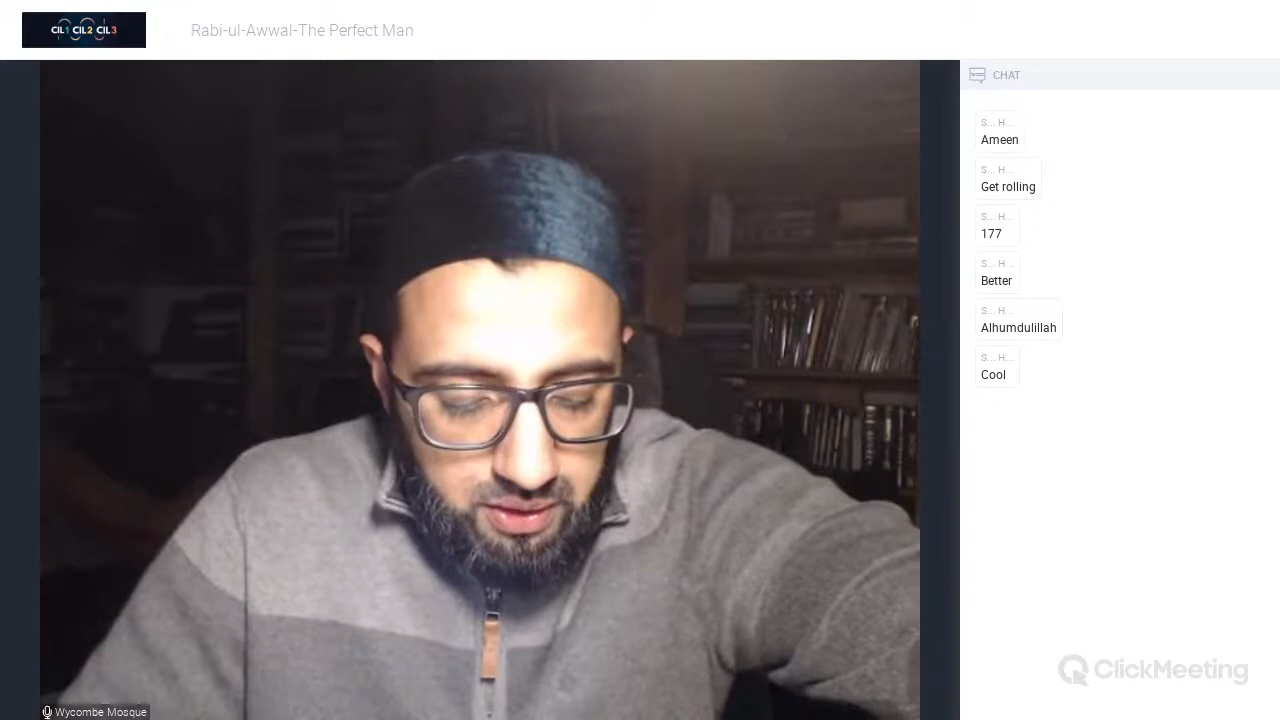 CIL1 CIL2 CIL3
Rabi-ul-Awwal-The Perfect Man
CHAT
S... H...
Ameen
S... H...
Get rolling
S... H...
177
S... H...
Better
S... H...
Alhumdulillah
S... H...
Cool
ClickMeeting
Wycombe Mosque